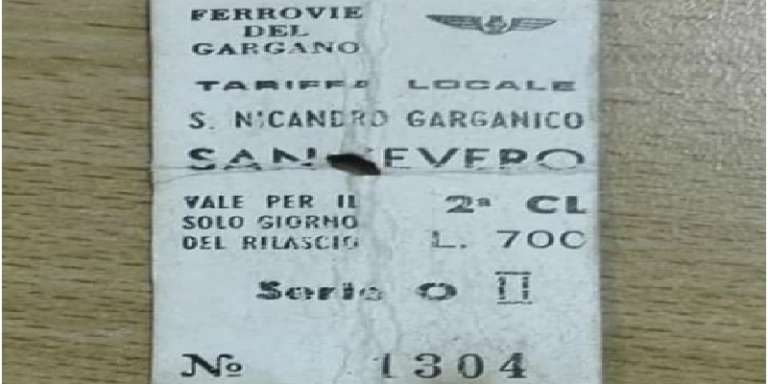 FERROVIE
DEL
GARGANO
TARIFFA LOCALE
S. NICANDRO GARGANICO
SAN SEVERO
VALE PER IL 2ª CL
SOLO GIORNO
DEL RILASCIO L. 700
Serie O II
Nº 1304